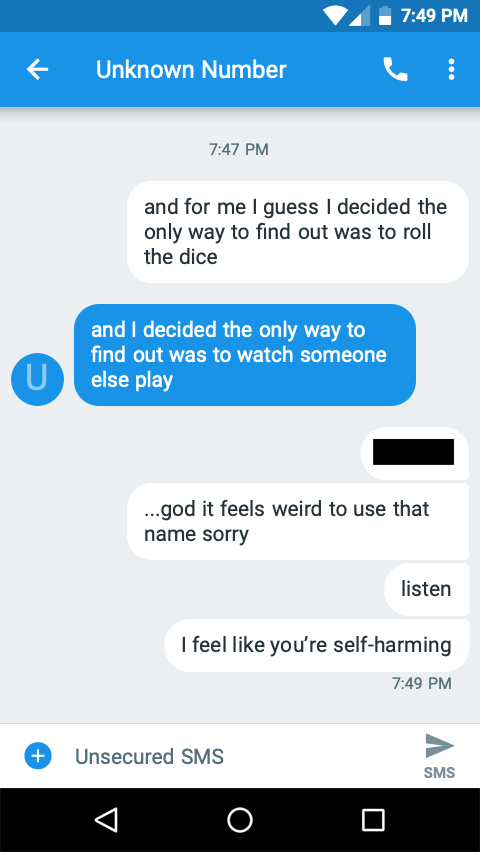 7:49 PM
Unknown Number
7:47 PM
and for me I guess I decided the
only way to find out was to roll
the dice
and I decided the only way to
find out was to watch someone
else play
U
...god it feels weird to use that
name sorry
listen
I feel like you're self-harming
7:49 PM
Unsecured SMS
SMS